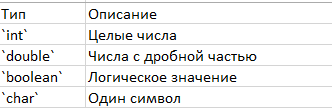 Тип Описание
`int` Целые числа
`double` Числа с дробной частью
`boolean` Логическое значение
`char` Один символ